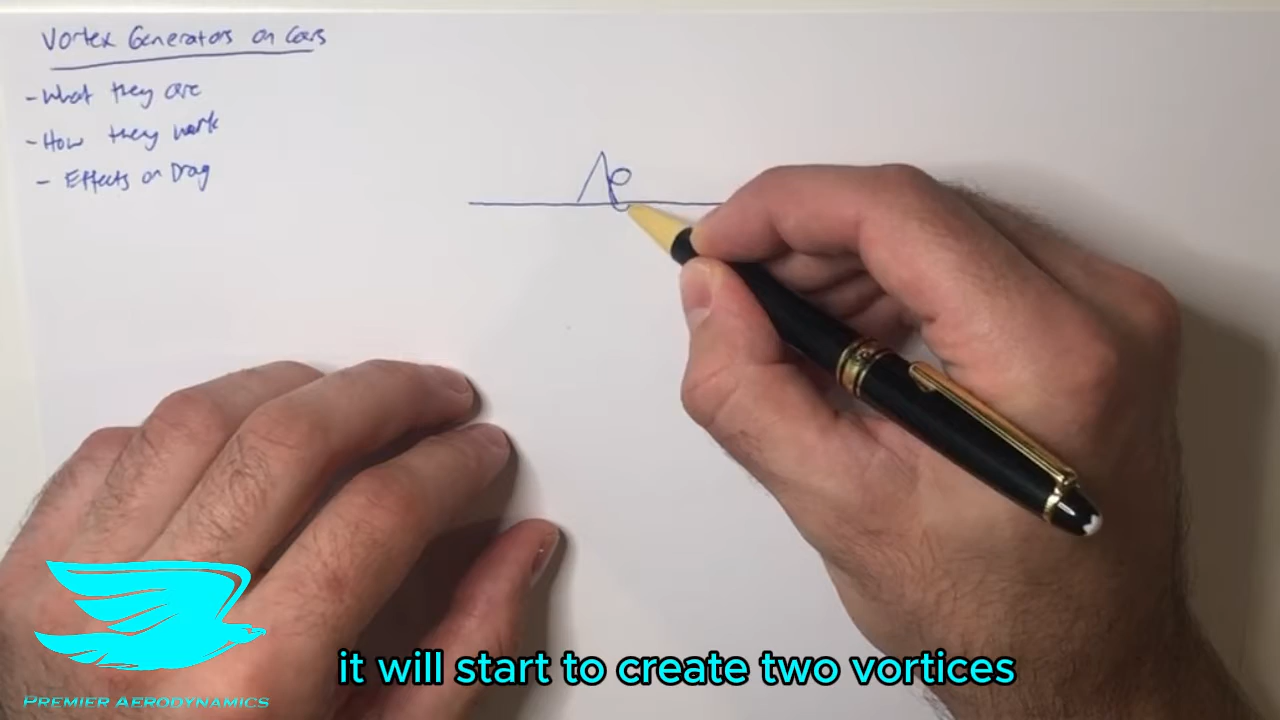 Vortex Generators on Cars
- What they are
- How they work
- Effects on Drag
it will start to create two vortices
PREMIER AERODYNAMICS